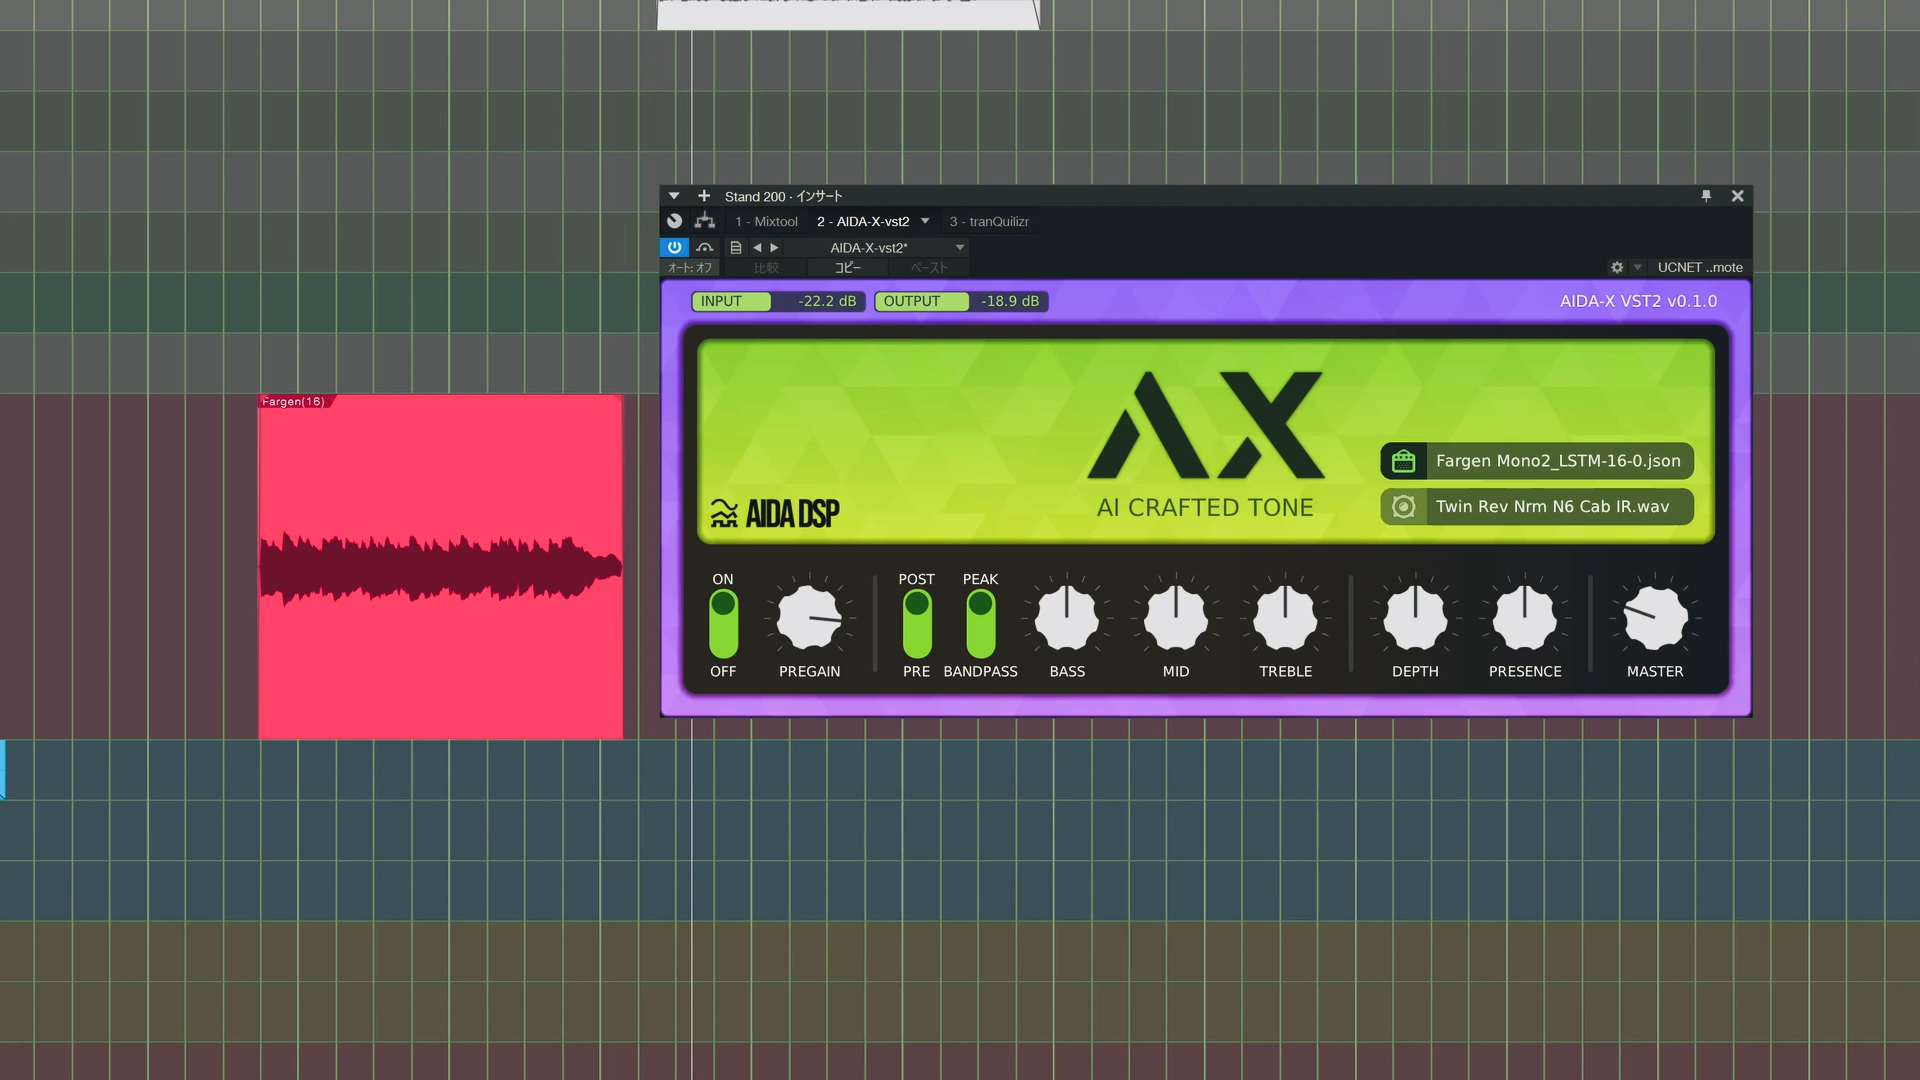 Stand 200 · インサート
1 - Mixtool 2 - AIDA-X-vst2 3 - tranQuilizr
AIDA-X-vst2*
オート: オフ 比較 コピー ペースト UCNET ..mote
INPUT -22.2 dB OUTPUT -18.9 dB AIDA-X VST2 v0.1.0
Fargen(16)
AX
Fargen Mono2_LSTM-16-0.json
AIDA DSP AI CRAFTED TONE Twin Rev Nrm N6 Cab IR.wav
ON POST PEAK
OFF PREGAIN PRE BANDPASS BASS MID TREBLE DEPTH PRESENCE MASTER